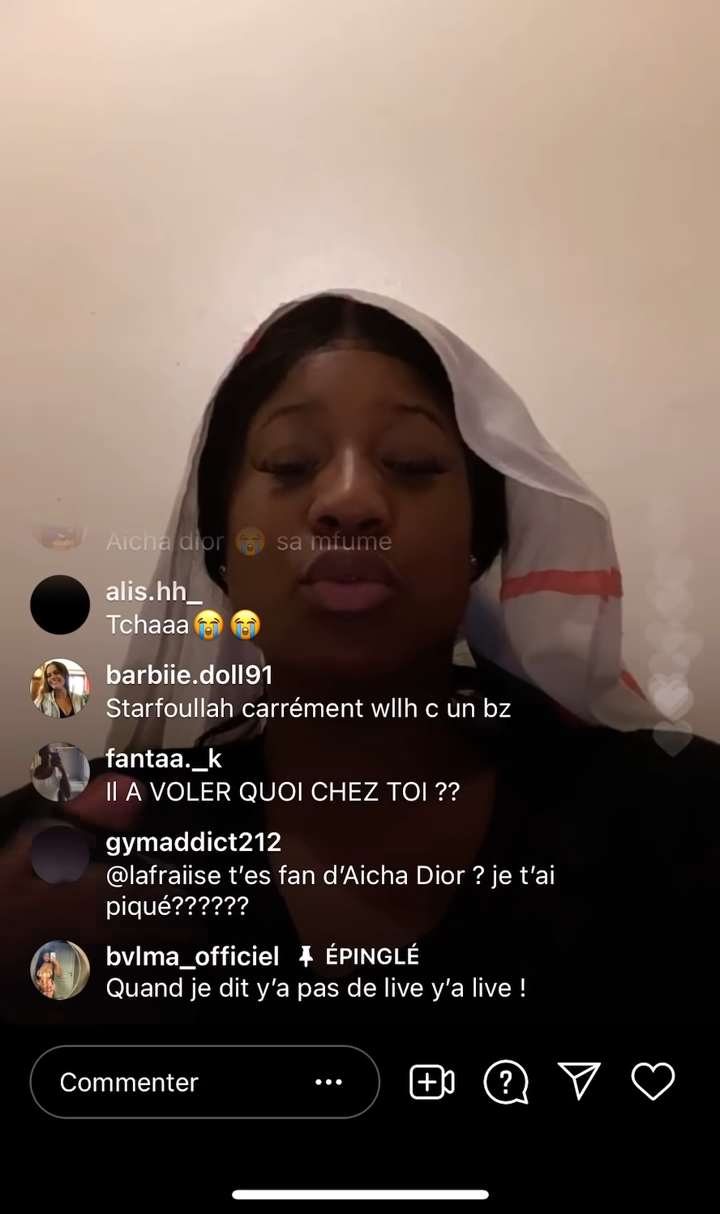 Aicha dior 😭 sa mfume
alis.hh_
Tchaaa😭😭
barbiie.doll91
Starfoullah carrément wllh c un bz
fantaa._k
Il A VOLER QUOI CHEZ TOI ??
gymaddict212
@lafraiise t’es fan d’Aicha Dior ? je t’ai
piqué??????
bvlma_officiel ÉPINGLÉ
Quand je dit y’a pas de live y’a live !
Commenter